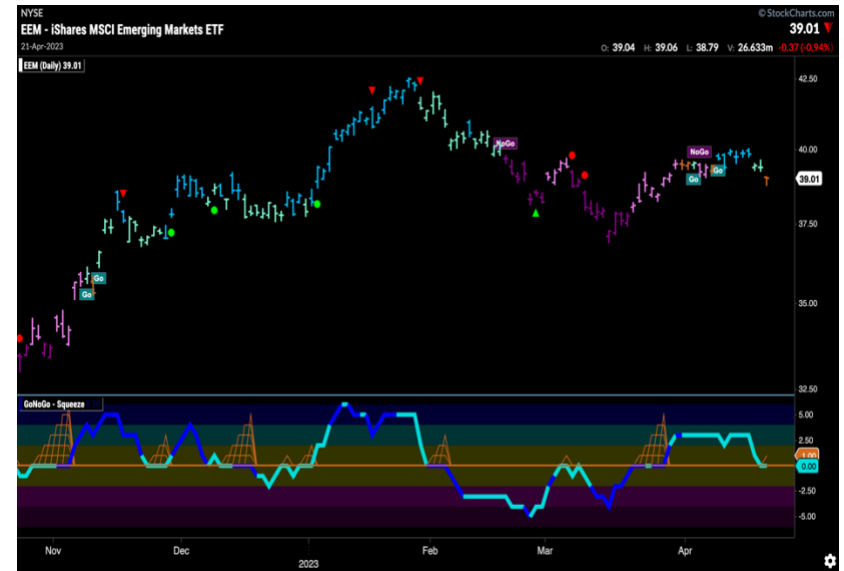 NYSE
© StockCharts.com
EEM - iShares MSCI Emerging Markets ETF
39.01
21-Apr-2023
O: 39.04 H: 39.06 L: 38.79 V: 26.633m -0.37 (-0.94%)
EEM (Daily) 39.01
42.50
40.00
39.01
37.50
35.00
32.50
NoGo
NoGo
Go
Go
Go
Go
GoNoGo - Squeeze
5.00
2.50
1.00
0.00
-2.50
-5.00
Nov Dec Feb Mar Apr
2023